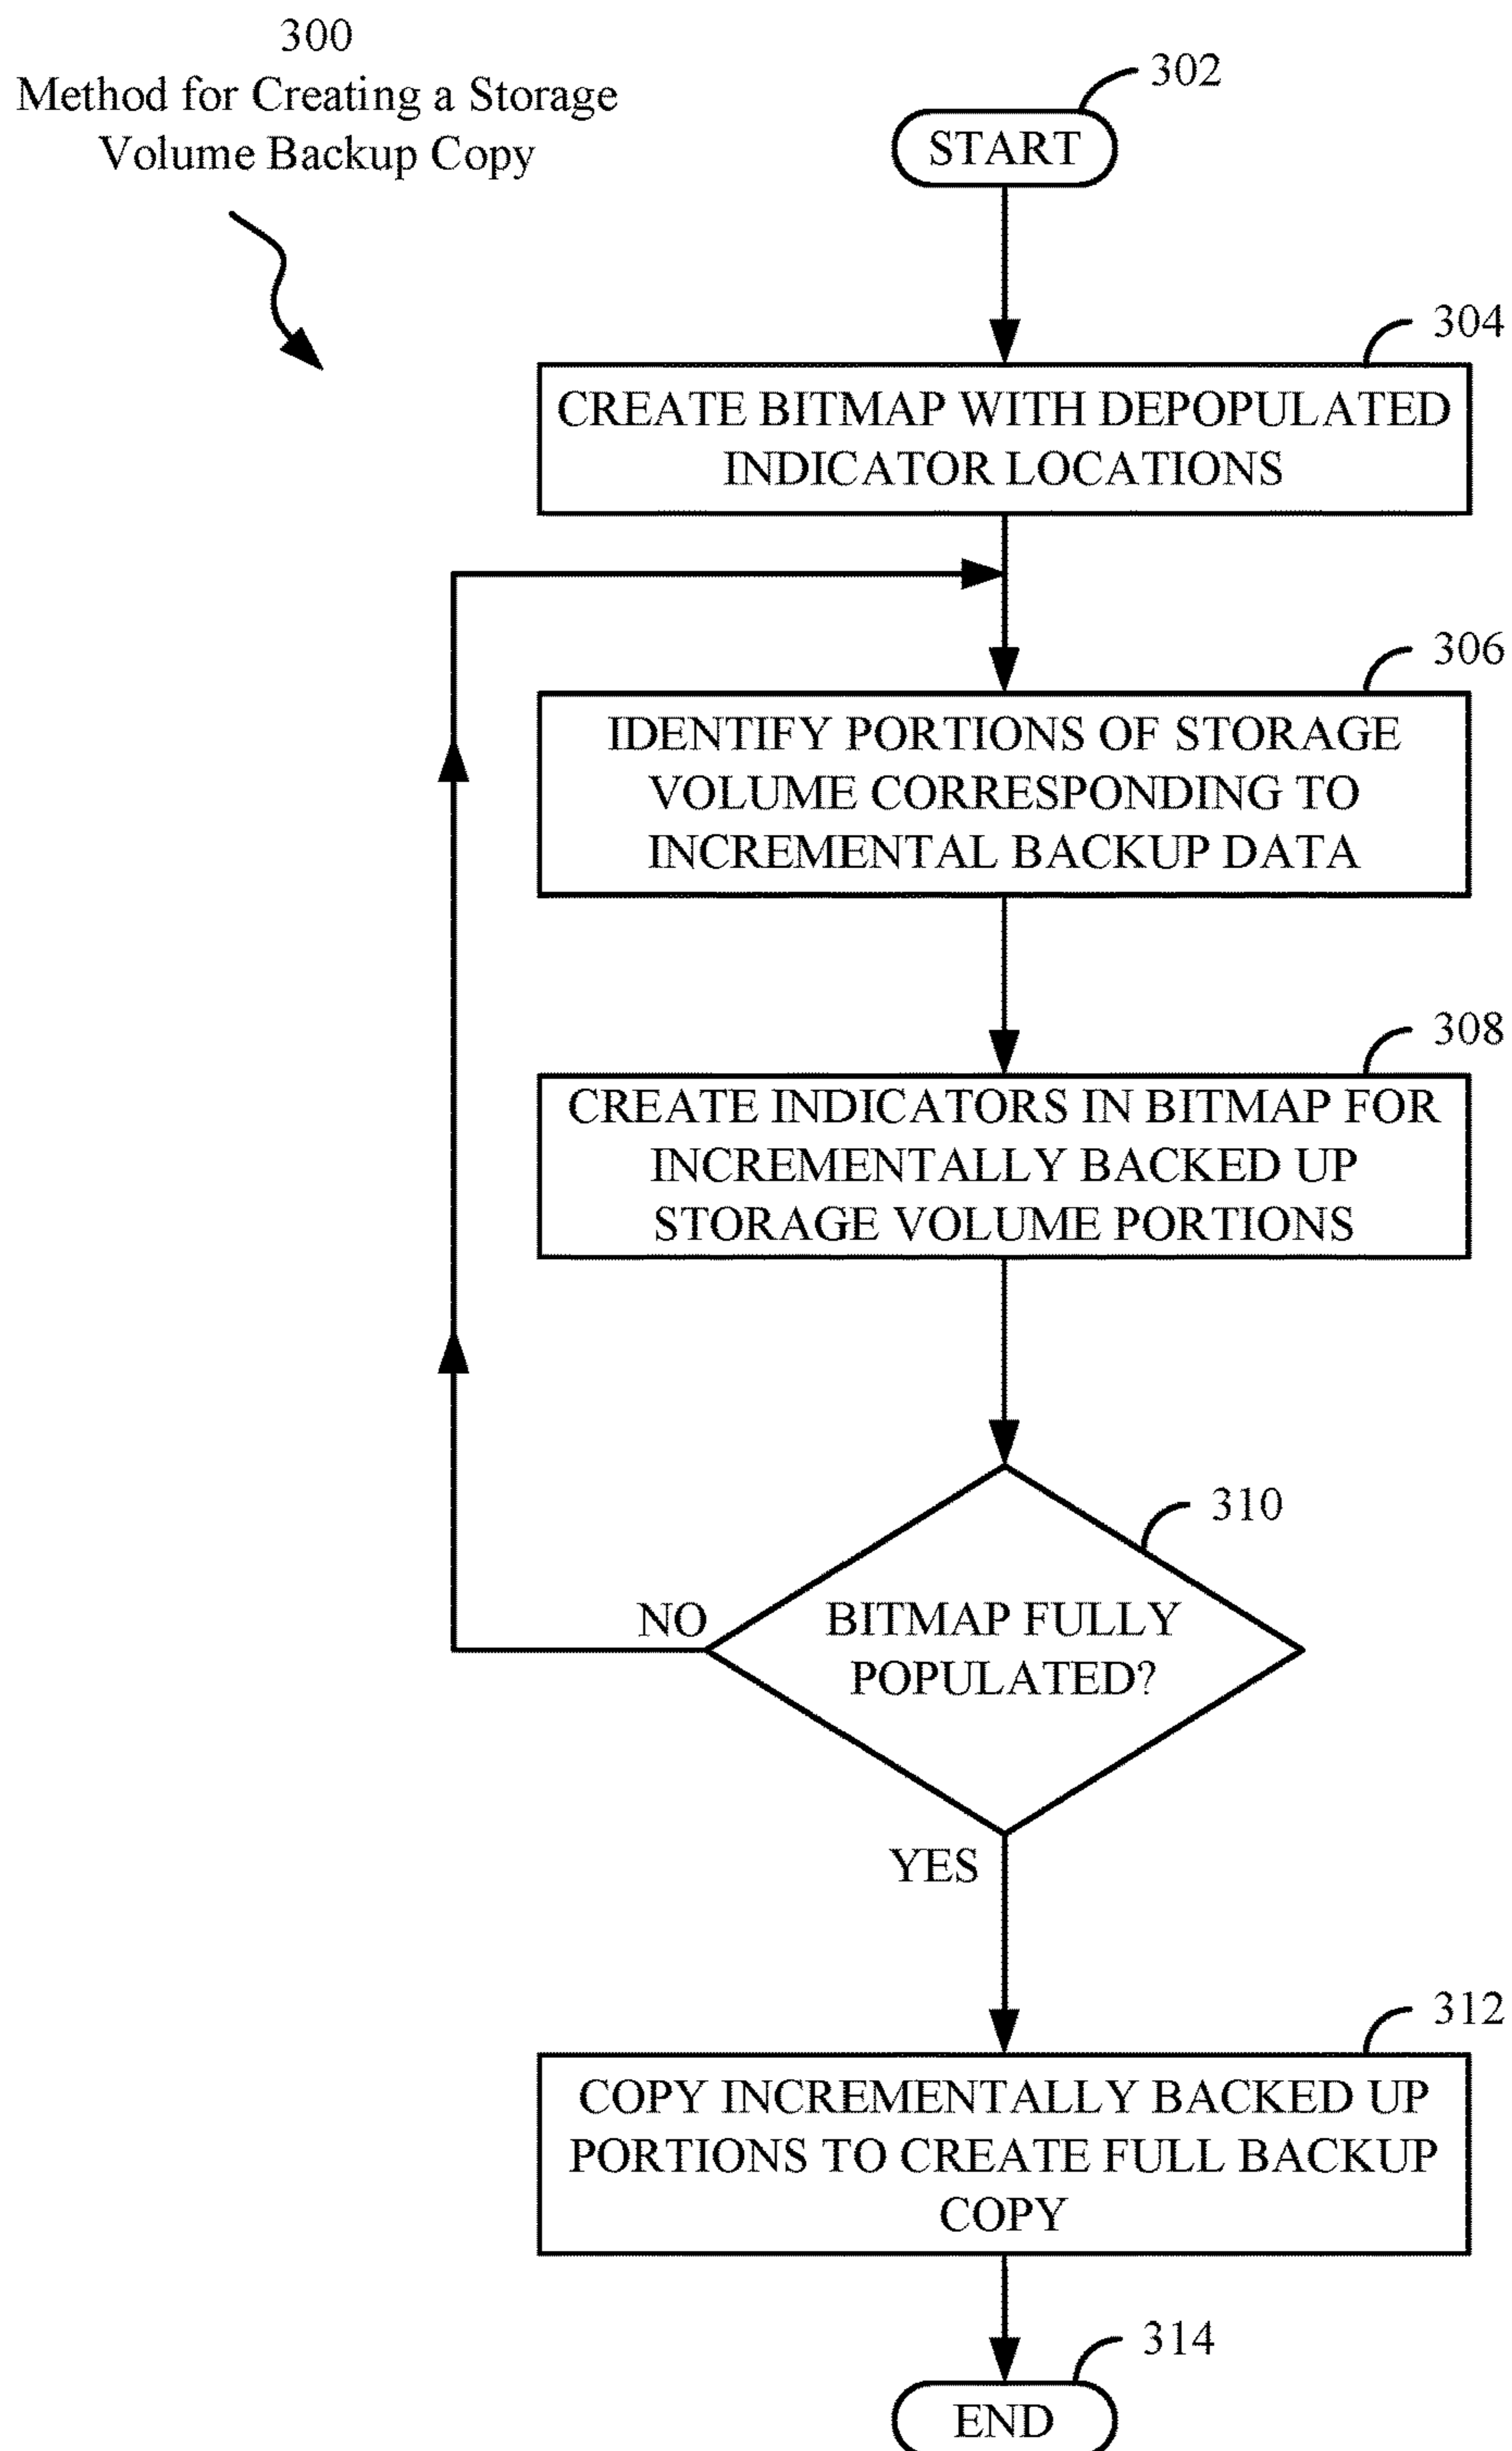 300
Method for Creating a Storage
Volume Backup Copy
302
START
304
CREATE BITMAP WITH DEPOPULATED
INDICATOR LOCATIONS
306
IDENTIFY PORTIONS OF STORAGE
VOLUME CORRESPONDING TO
INCREMENTAL BACKUP DATA
308
CREATE INDICATORS IN BITMAP FOR
INCREMENTALLY BACKED UP
STORAGE VOLUME PORTIONS
310
NO
BITMAP FULLY
POPULATED?
YES
312
COPY INCREMENTALLY BACKED UP
PORTIONS TO CREATE FULL BACKUP
COPY
314
END